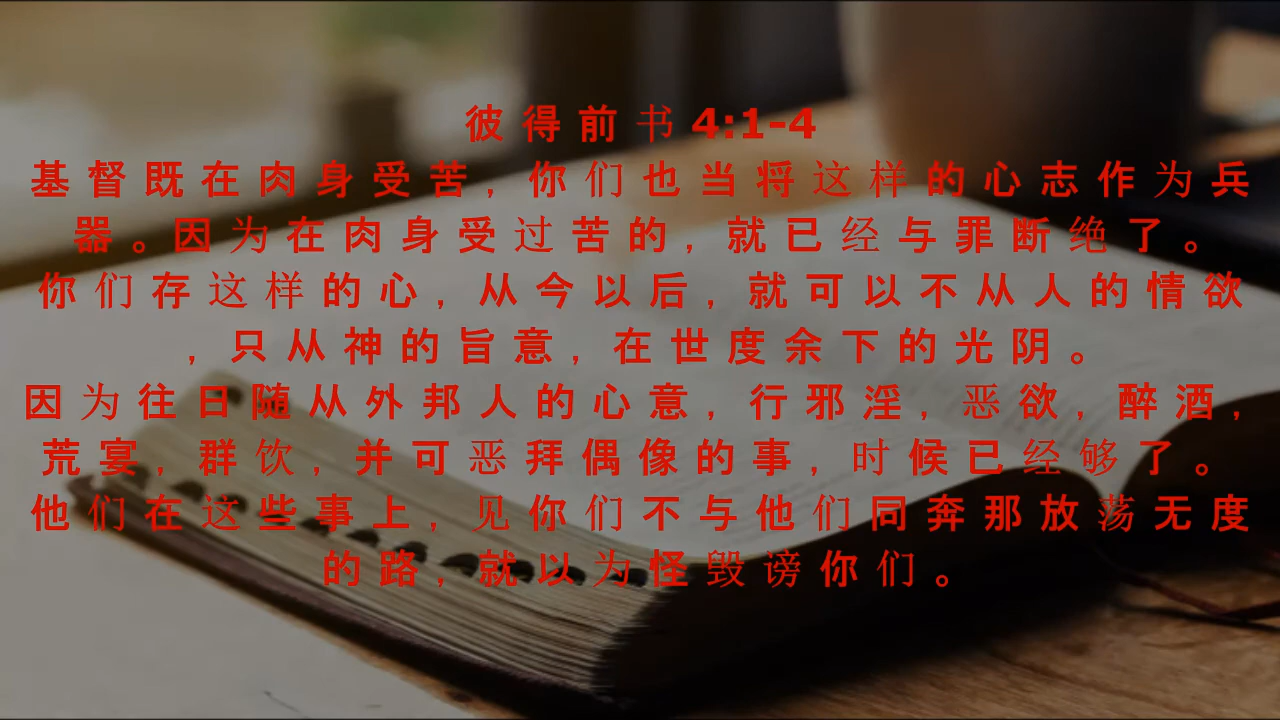 彼得前书 4:1-4
基督既在肉身受苦，你们也当将这样的心志作为兵
器。因为在肉身受过苦的，就已经与罪断绝了。
你们存这样的心，从今以后，就可以不从人的情欲
，只从神的旨意，在世度余下的光阴。
因为往日随从外邦人的心意，行邪淫，恶欲，醉酒，
荒宴，群饮，并可恶拜偶像的事，时候已经够了。
他们在这些事上，见你们不与他们同奔那放荡无度
的路，就以为怪毁谤你们。